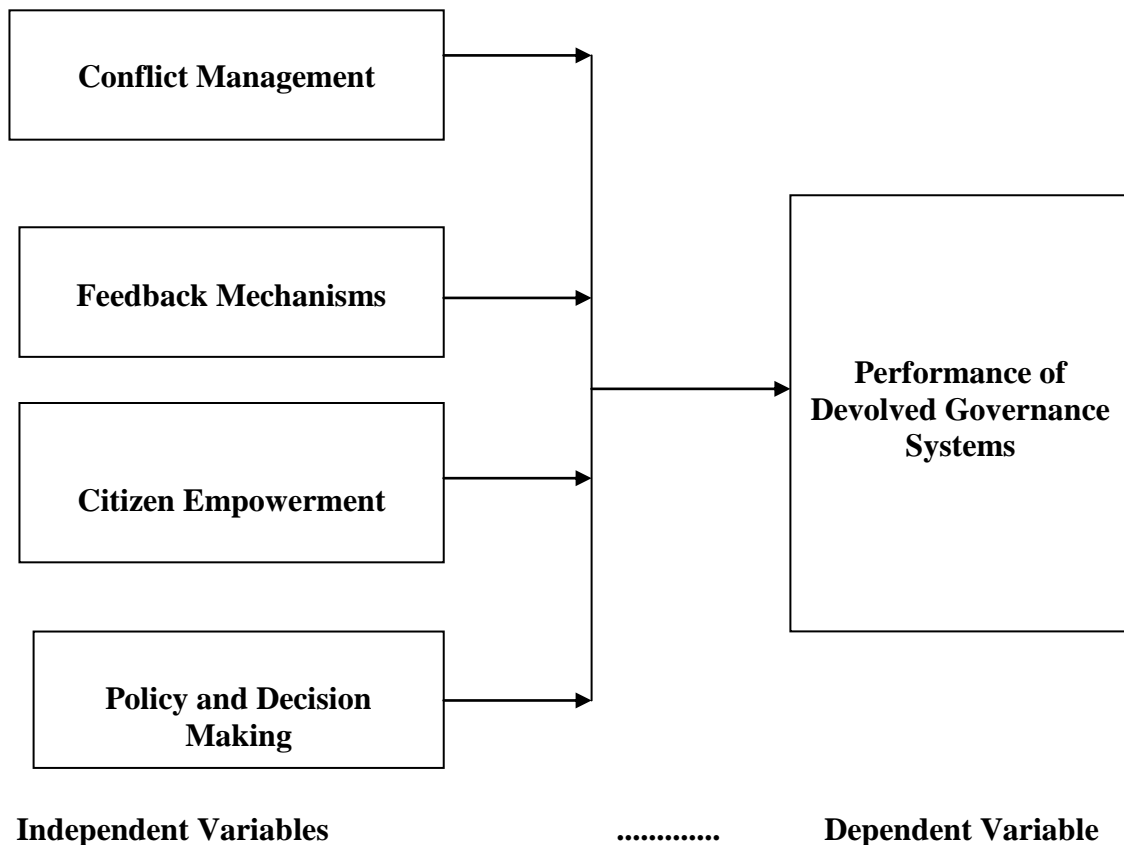 Conflict Management
Feedback Mechanisms
Citizen Empowerment
Policy and Decision
Making
Performance of
Devolved Governance
Systems
Independent Variables ............. Dependent Variable